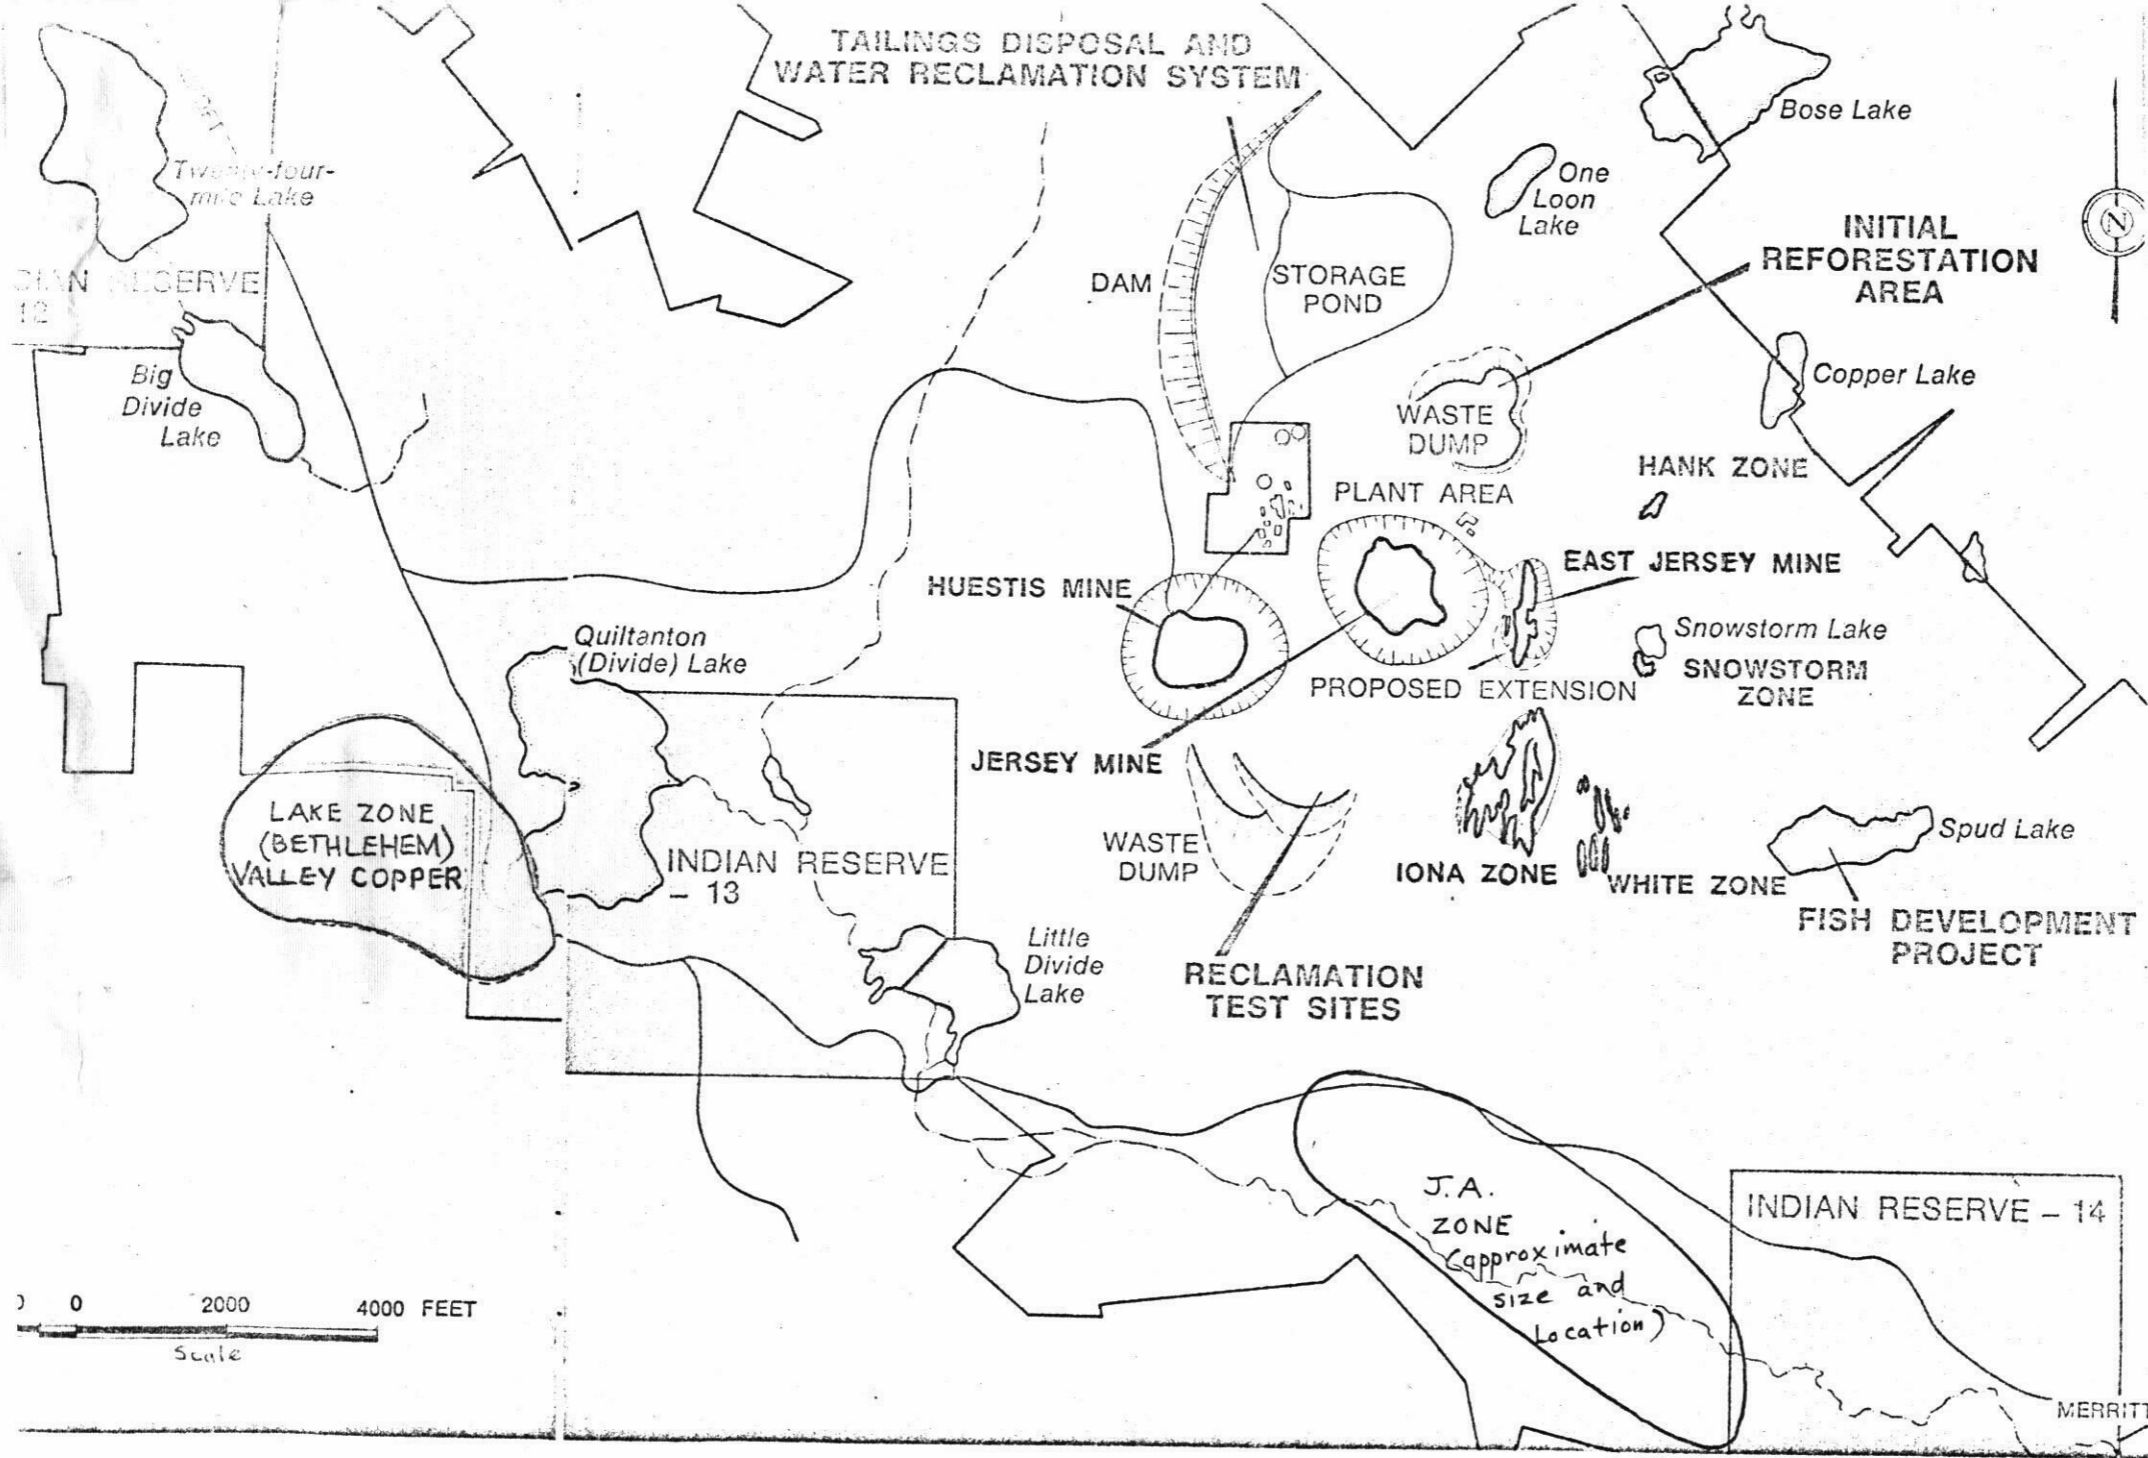 TAILINGS DISPOSAL AND
WATER RECLAMATION SYSTEM
Bose Lake
Twenty-four-
mile Lake
One
Loon
Lake
INITIAL
REFORESTATION
AREA
N
RESERVE
12
DAM
STORAGE
POND
Big
Divide
Lake
Copper Lake
WASTE
DUMP
HANK ZONE
PLANT AREA
EAST JERSEY MINE
HUESTIS MINE
Quiltanton
(Divide) Lake
Snowstorm Lake
SNOWSTORM
ZONE
PROPOSED EXTENSION
JERSEY MINE
LAKE ZONE
(BETHLEHEM)
VALLEY COPPER
INDIAN RESERVE
- 13
WASTE
DUMP
IONA ZONE
WHITE ZONE
Spud Lake
FISH DEVELOPMENT
PROJECT
Little
Divide
Lake
RECLAMATION
TEST SITES
J.A.
ZONE
(approximate
size and
Location)
INDIAN RESERVE - 14
0 2000 4000 FEET
Scale
MERRITT